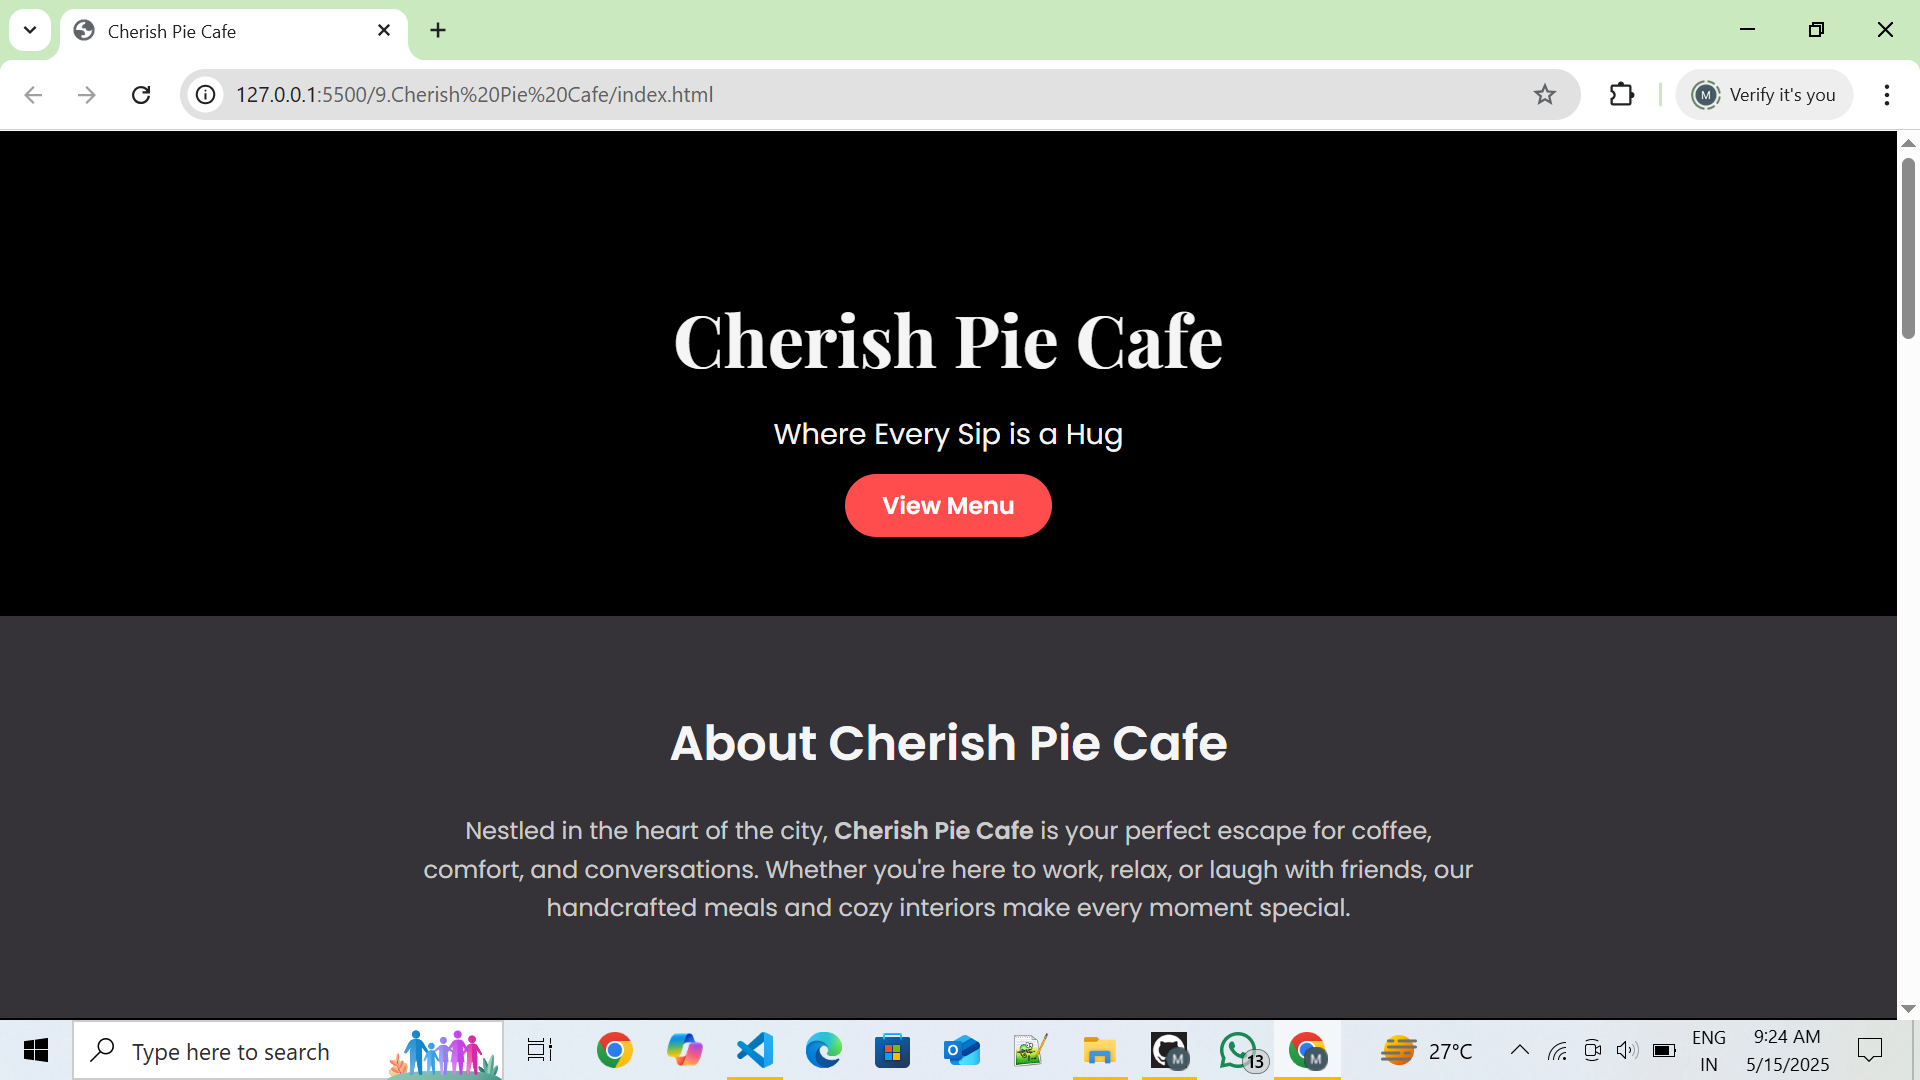 Cherish Pie Cafe
127.0.0.1:5500/9.Cherish%20Pie%20Cafe/index.html
M
Verify it's you
Cherish Pie Cafe
Where Every Sip is a Hug
View Menu
About Cherish Pie Cafe
Nestled in the heart of the city, Cherish Pie Cafe is your perfect escape for coffee,
comfort, and conversations. Whether you're here to work, relax, or laugh with friends, our
handcrafted meals and cozy interiors make every moment special.
Type here to search
M
13
M
27°C
ENG
IN
9:24 AM
5/15/2025